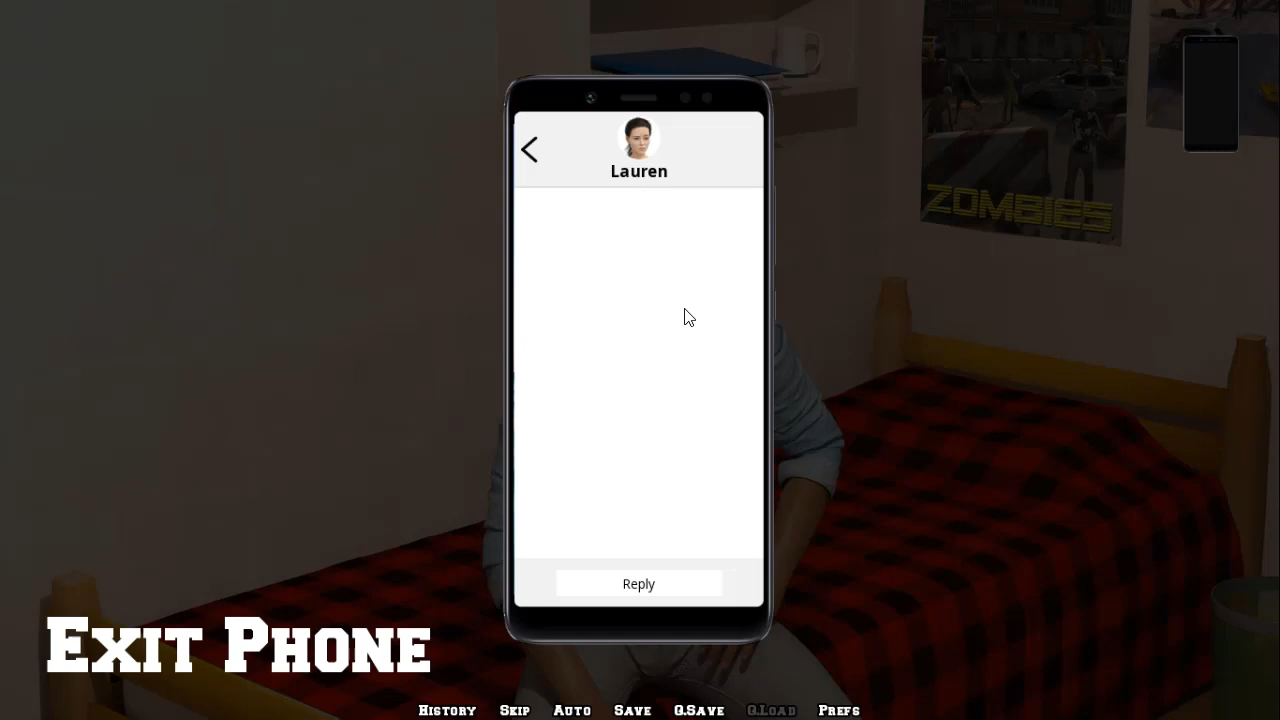 Lauren
ZOMBIES
Reply
Exit Phone
History Skip Auto Save Q.Save Q.Load Prefs